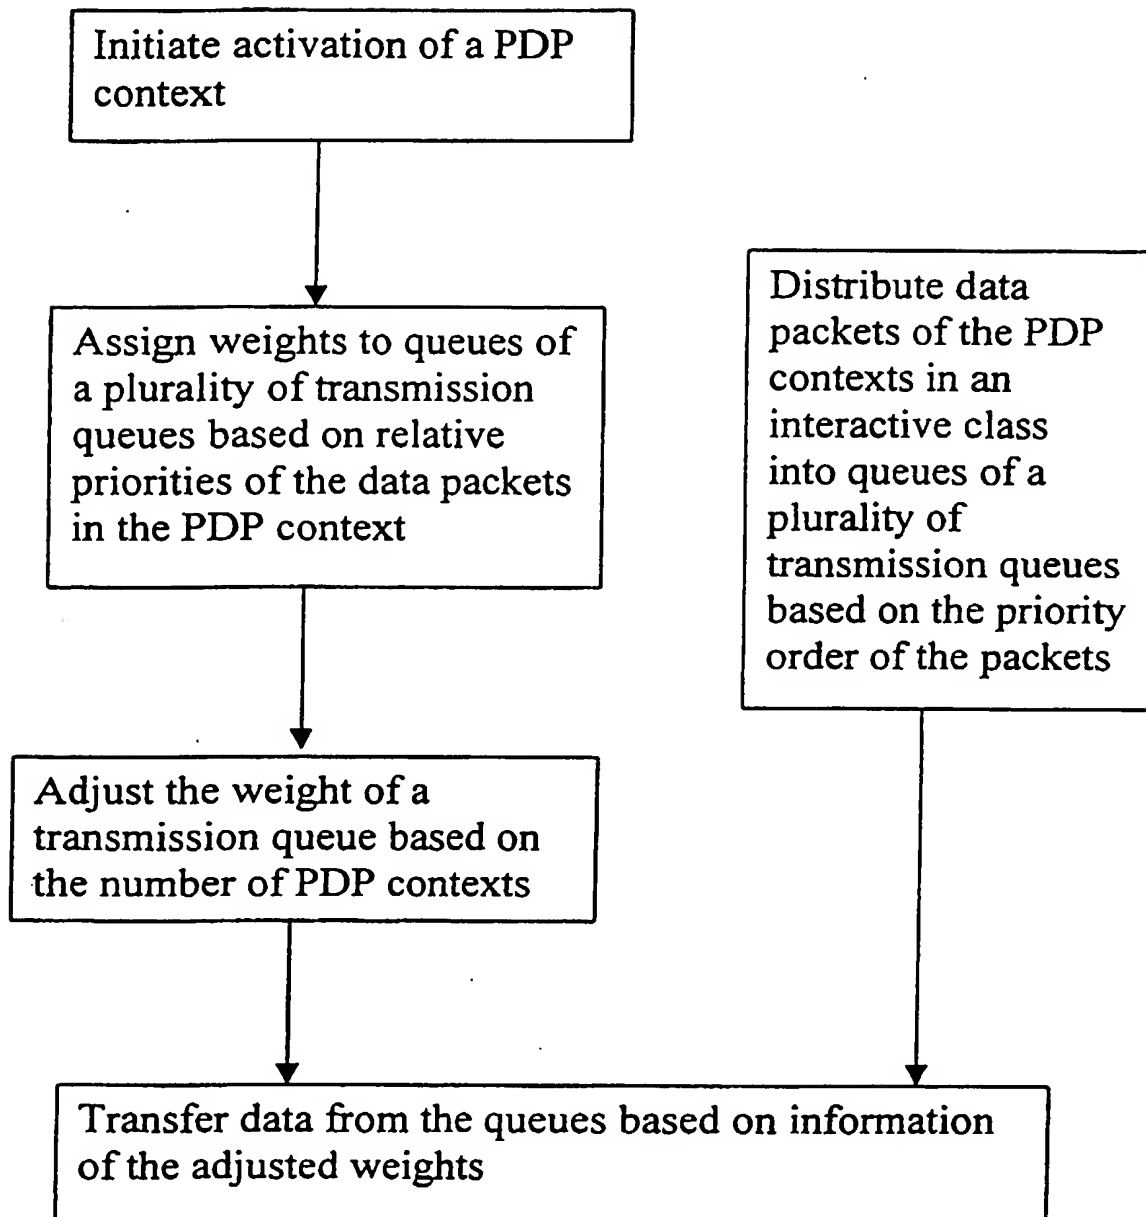 Initiate activation of a PDP
context
Assign weights to queues of
a plurality of transmission
queues based on relative
priorities of the data packets
in the PDP context
Distribute data
packets of the PDP
contexts in an
interactive class
into queues of a
plurality of
transmission queues
based on the priority
order of the packets
Adjust the weight of a
transmission queue based on
the number of PDP contexts
Transfer data from the queues based on information
of the adjusted weights